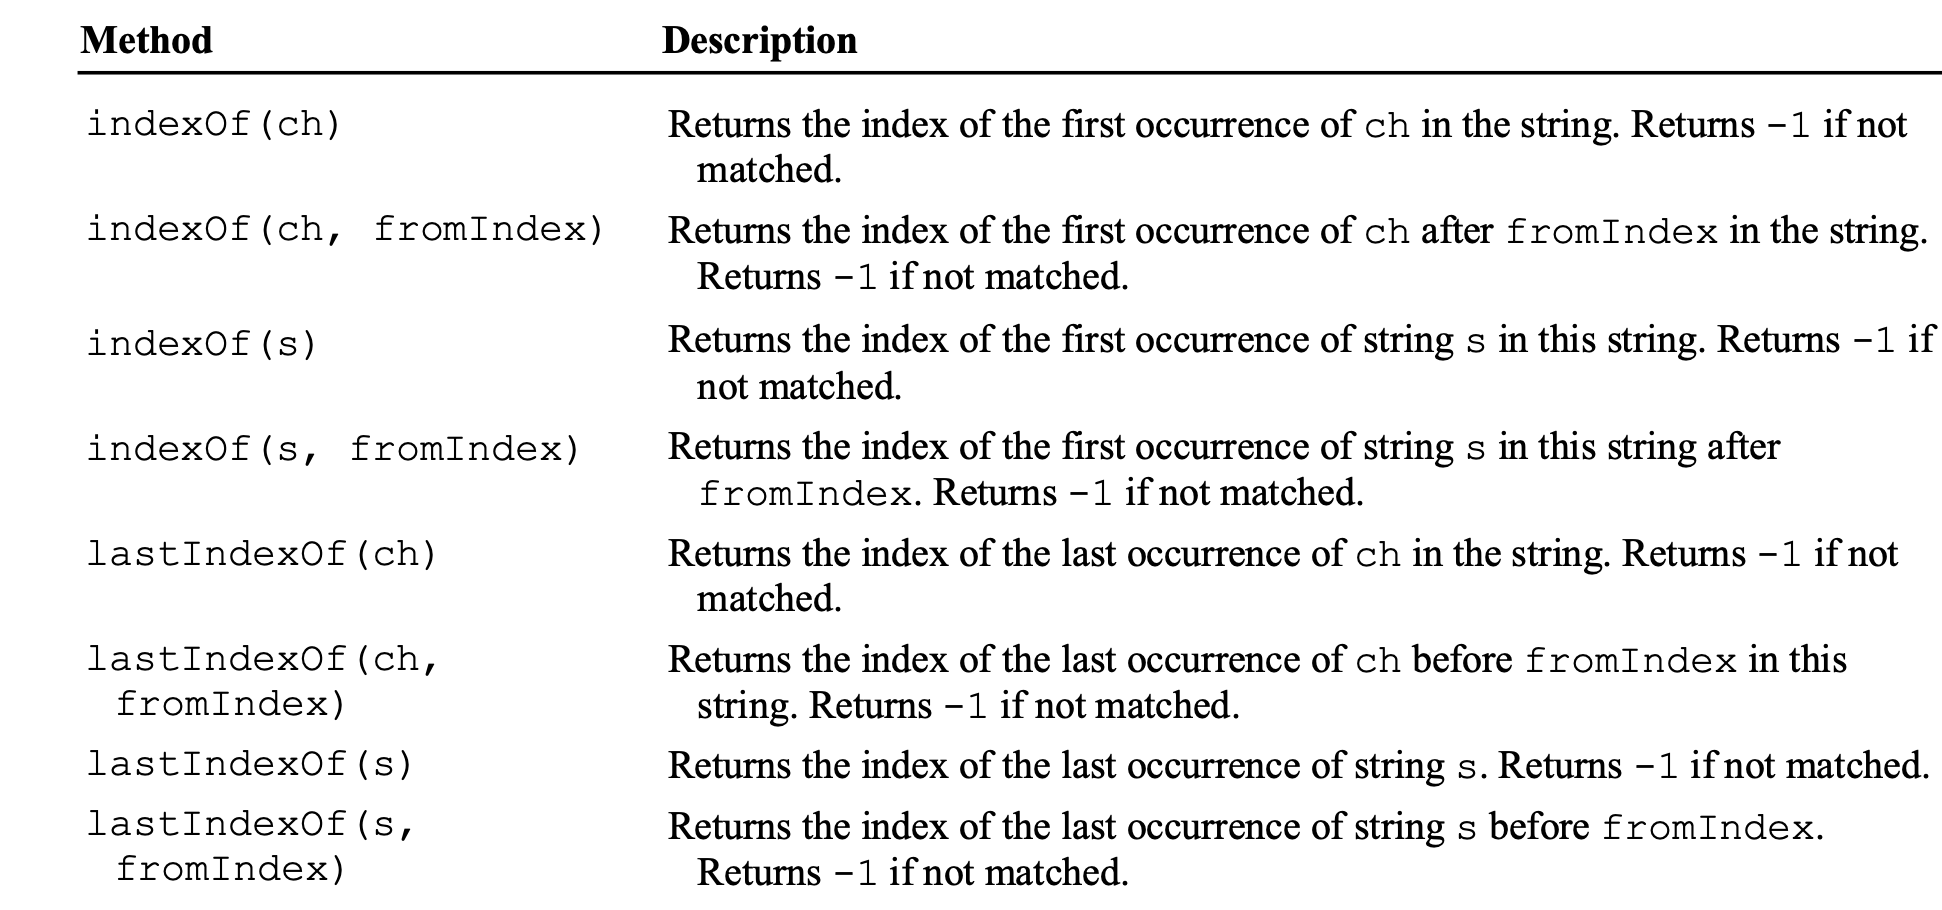 Method Description
indexOf(ch) Returns the index of the first occurrence of ch in the string. Returns -1 if not
matched.
indexOf(ch, fromIndex) Returns the index of the first occurrence of ch after fromIndex in the string.
Returns -1 if not matched.
indexOf(s) Returns the index of the first occurrence of string s in this string. Returns -1 if
not matched.
indexOf(s, fromIndex) Returns the index of the first occurrence of string s in this string after
fromIndex. Returns -1 if not matched.
lastIndexOf(ch) Returns the index of the last occurrence of ch in the string. Returns -1 if not
matched.
lastIndexOf(ch, Returns the index of the last occurrence of ch before fromIndex in this
fromIndex) string. Returns -1 if not matched.
lastIndexOf(s) Returns the index of the last occurrence of string s. Returns -1 if not matched.
lastIndexOf(s, Returns the index of the last occurrence of string s before fromIndex.
fromIndex) Returns -1 if not matched.